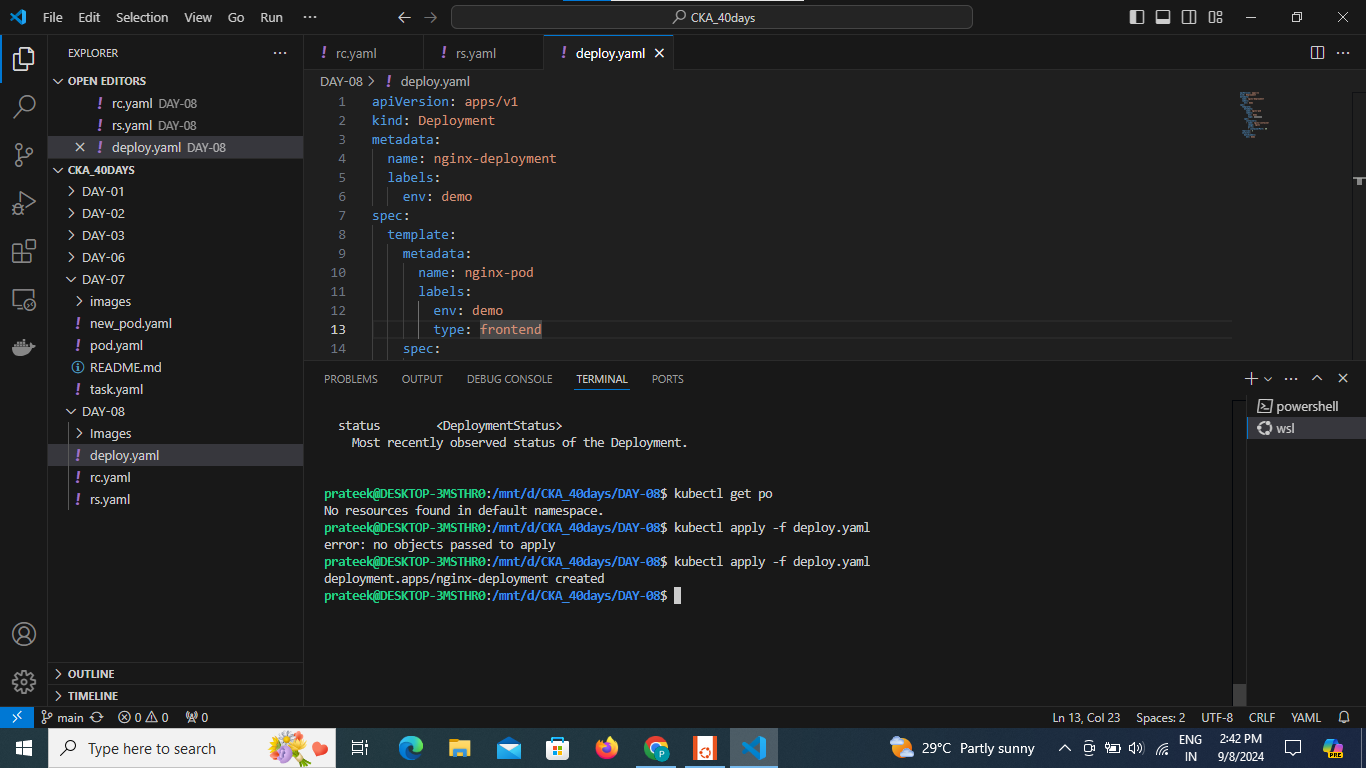 File Edit Selection View Go Run ··· CKA_40days
EXPLORER
OPEN EDITORS
rc.yaml DAY-08
rs.yaml DAY-08
deploy.yaml DAY-08
CKA_40DAYS
DAY-01
DAY-02
DAY-03
DAY-06
DAY-07
images
new_pod.yaml
pod.yaml
README.md
task.yaml
DAY-08
Images
deploy.yaml
rc.yaml
rs.yaml
OUTLINE
TIMELINE
rc.yaml rs.yaml deploy.yaml
DAY-08 > ! deploy.yaml
1 apiVersion: apps/v1
2 kind: Deployment
3 metadata:
4 name: nginx-deployment
5 labels:
6 env: demo
7 spec:
8 template:
9 metadata:
10 name: nginx-pod
11 labels:
12 env: demo
13 type: frontend
14 spec:
PROBLEMS OUTPUT DEBUG CONSOLE TERMINAL PORTS
status <DeploymentStatus>
Most recently observed status of the Deployment.
prateek@DESKTOP-3MSTHR0:/mnt/d/CKA_40days/DAY-08$ kubectl get po
No resources found in default namespace.
prateek@DESKTOP-3MSTHR0:/mnt/d/CKA_40days/DAY-08$ kubectl apply -f deploy.yaml
error: no objects passed to apply
prateek@DESKTOP-3MSTHR0:/mnt/d/CKA_40days/DAY-08$ kubectl apply -f deploy.yaml
deployment.apps/nginx-deployment created
prateek@DESKTOP-3MSTHR0:/mnt/d/CKA_40days/DAY-08$
powershell
wsl
main 0 0 0 Ln 13, Col 23 Spaces: 2 UTF-8 CRLF YAML
Type here to search 29°C Partly sunny ENG 2:42 PM
IN 9/8/2024
PRE